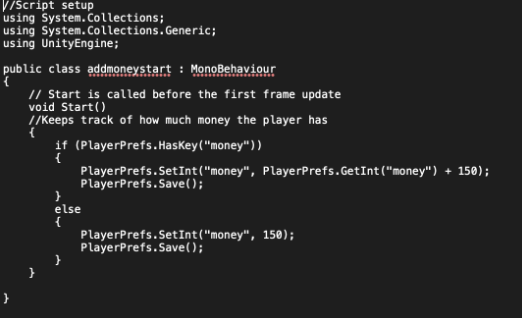 //Script setup
using System.Collections;
using System.Collections.Generic;
using UnityEngine;
public class addmoneystart : MonoBehaviour
{
// Start is called before the first frame update
void Start()
//Keeps track of how much money the player has
{
if (PlayerPrefs.HasKey("money"))
{
PlayerPrefs.SetInt("money", PlayerPrefs.GetInt("money") + 150);
PlayerPrefs.Save();
}
else
{
PlayerPrefs.SetInt("money", 150);
PlayerPrefs.Save();
}
}
}